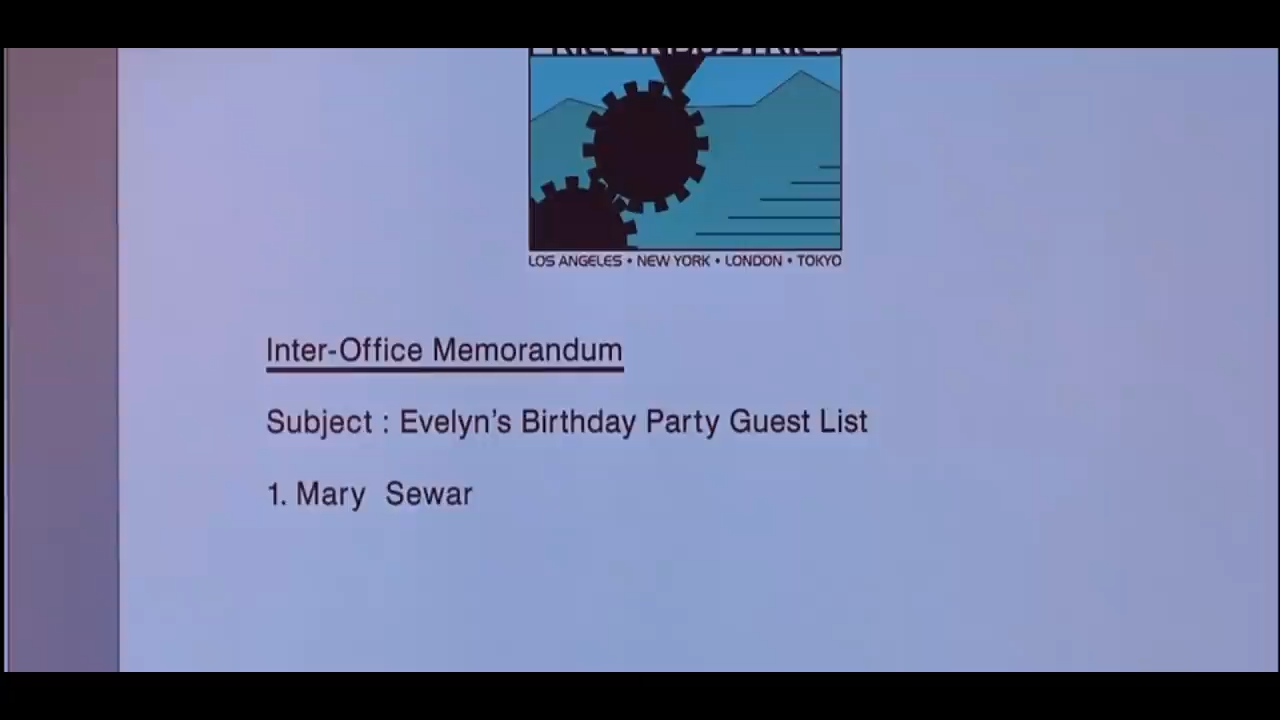 LOS ANGELES • NEW YORK • LONDON • TOKYO
Inter-Office Memorandum
Subject : Evelyn's Birthday Party Guest List
1. Mary Sewar